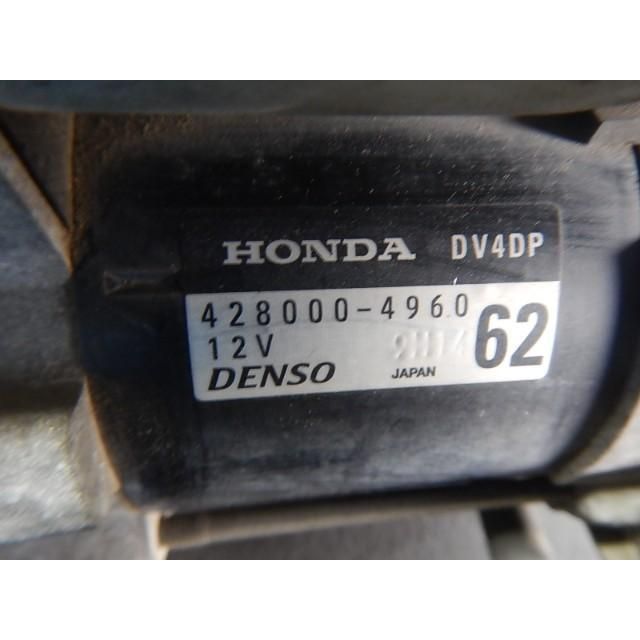 HONDA DV4DP
428000-4960
12V 62
DENSO JAPAN